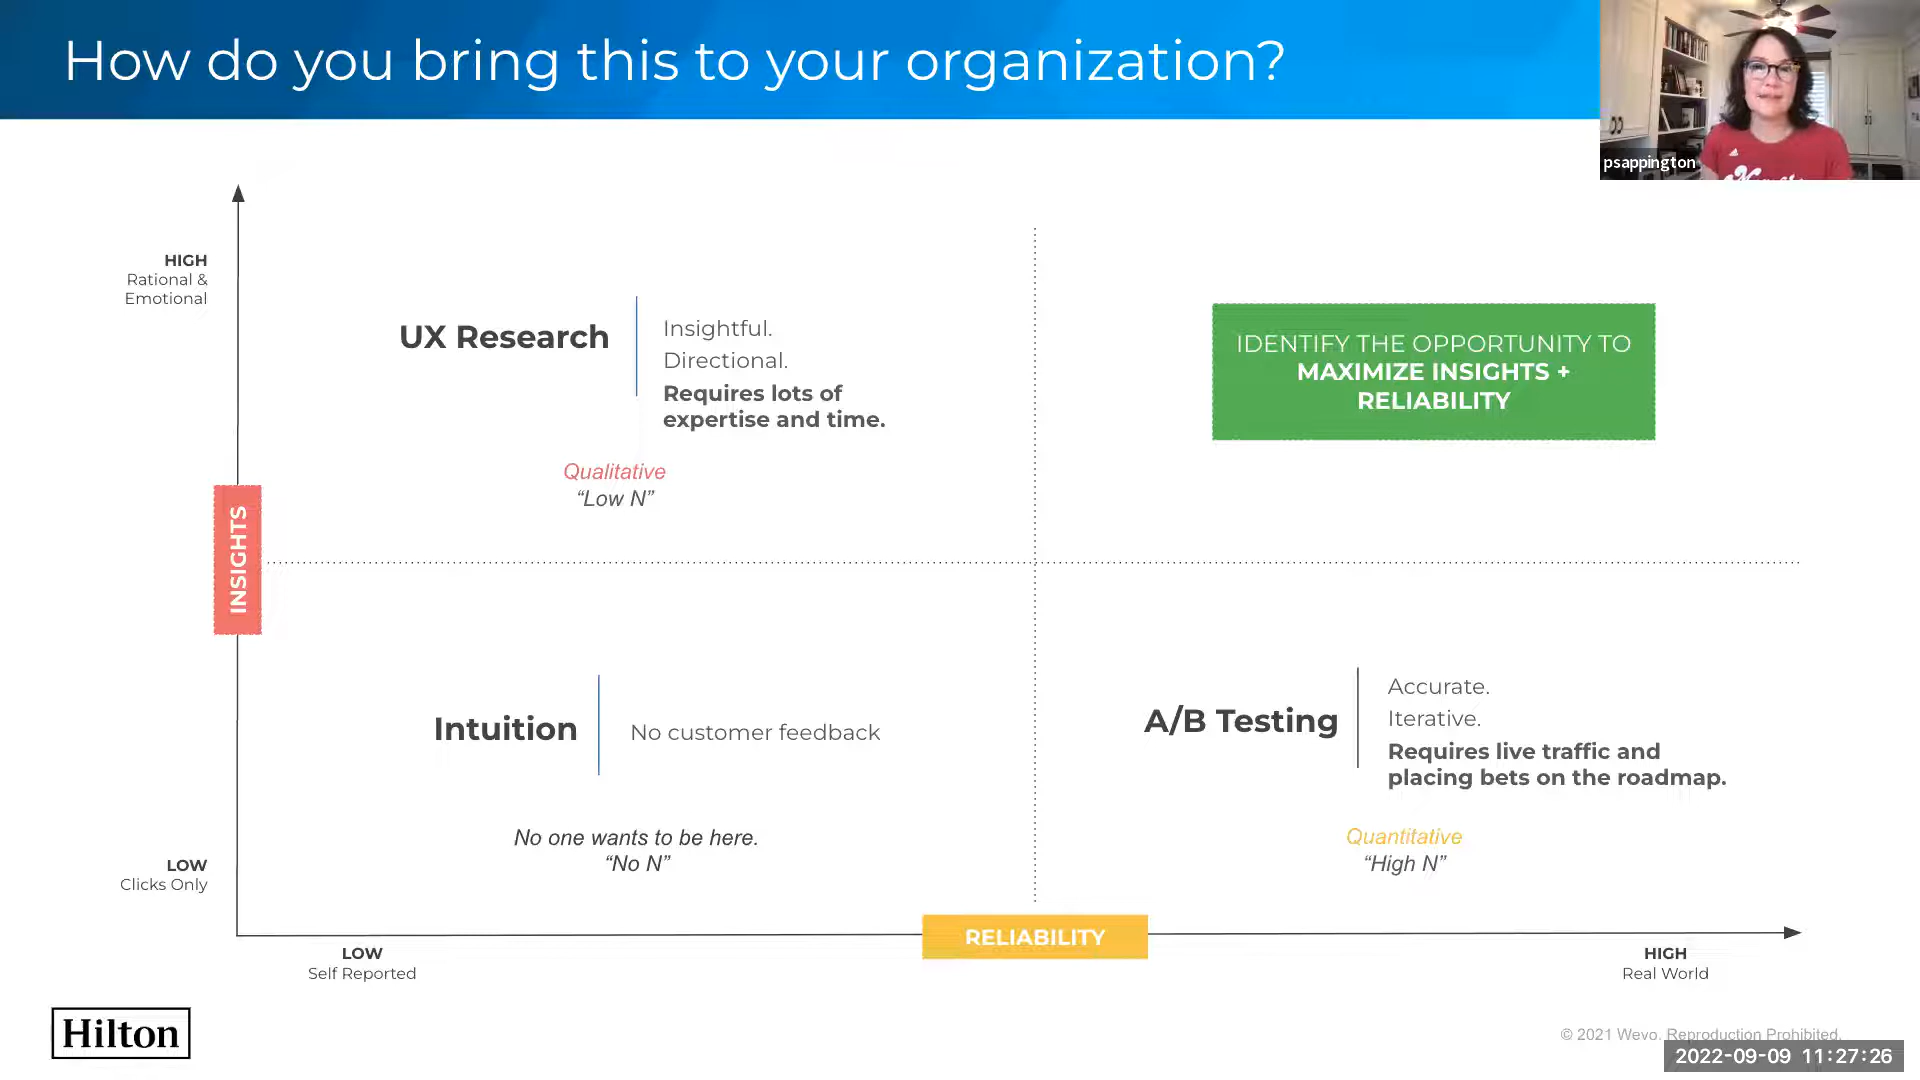 How do you bring this to your organization?
psappington
HIGH
Rational &
Emotional
UX Research
Insightful.
Directional.
Requires lots of
expertise and time.
Qualitative
“Low N”
IDENTIFY THE OPPORTUNITY TO
MAXIMIZE INSIGHTS +
RELIABILITY
INSIGHTS
Intuition
No customer feedback
No one wants to be here.
“No N”
A/B Testing
Accurate.
Iterative.
Requires live traffic and
placing bets on the roadmap.
Quantitative
“High N”
LOW
Clicks Only
RELIABILITY
LOW
Self Reported
HIGH
Real World
Hilton
© 2021 Wevo. Reproduction Prohibited.
2022-09-09 11:27:26